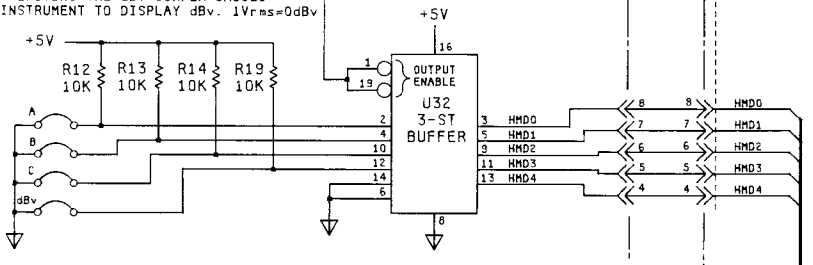 INSTRUMENT TO DISPLAY dBv. 1Vrms=0dBv
+5V
+5V
16
R12 R13 R14 R19
10K 10K 10K 10K
1
19
OUTPUT
ENABLE
U32
3-ST
BUFFER
A
B
C
dBv
2
4
10
12
14
6
8
3 HMD0
5 HMD1
9 HMD2
11 HMD3
13 HMD4
8 8 HMD0
7 7 HMD1
6 6 HMD2
5 5 HMD3
4 4 HMD4